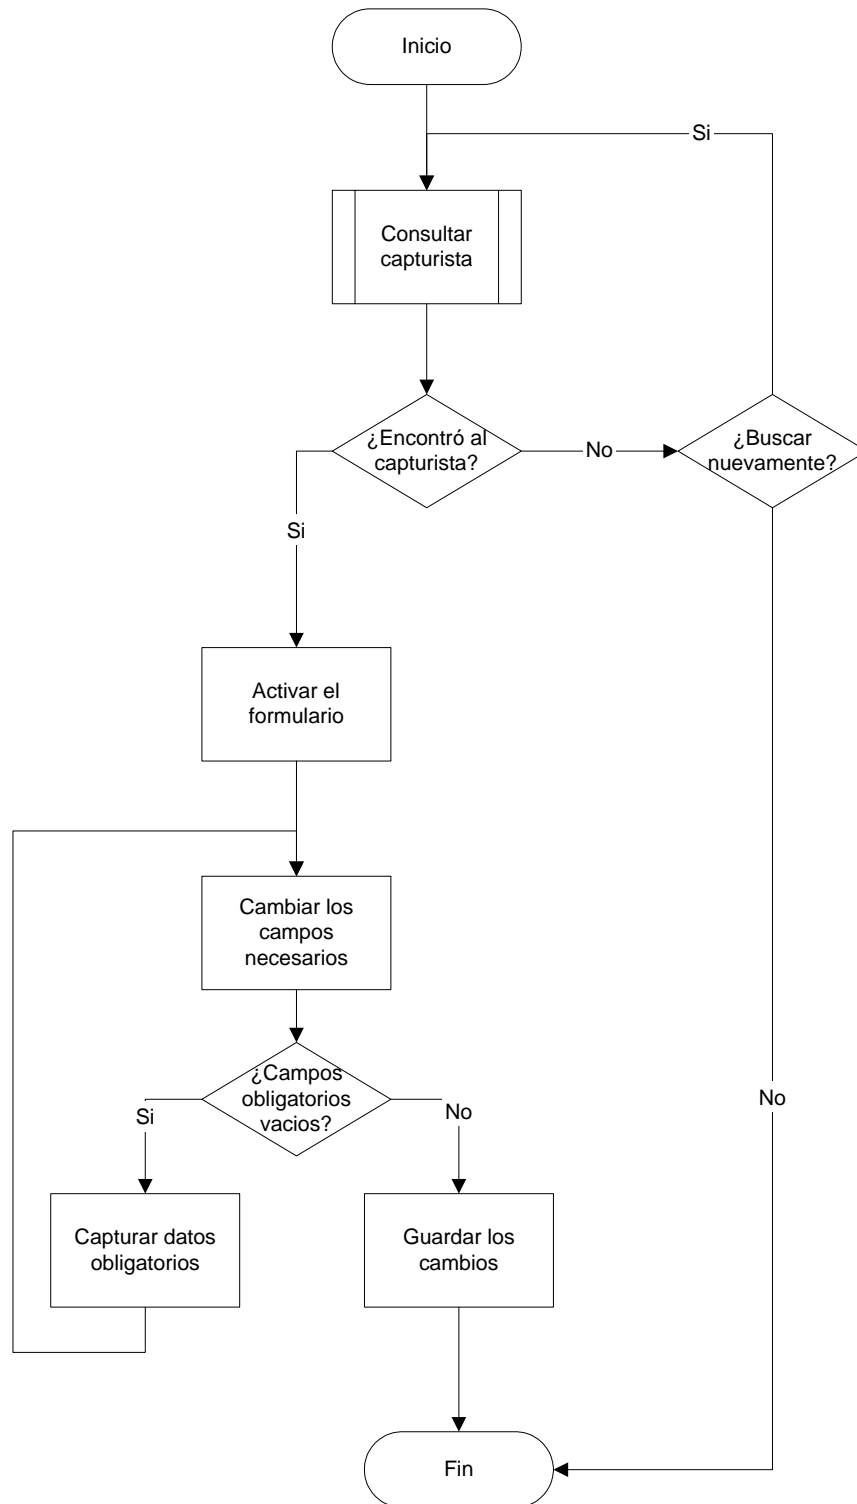 Inicio
Si
Consultar
capturista
¿Encontró al
capturista?
No
¿Buscar
nuevamente?
Si
Activar el
formulario
Cambiar los
campos
necesarios
¿Campos
obligatorios
vacios?
Si
No
No
Capturar datos
obligatorios
Guardar los
cambios
Fin